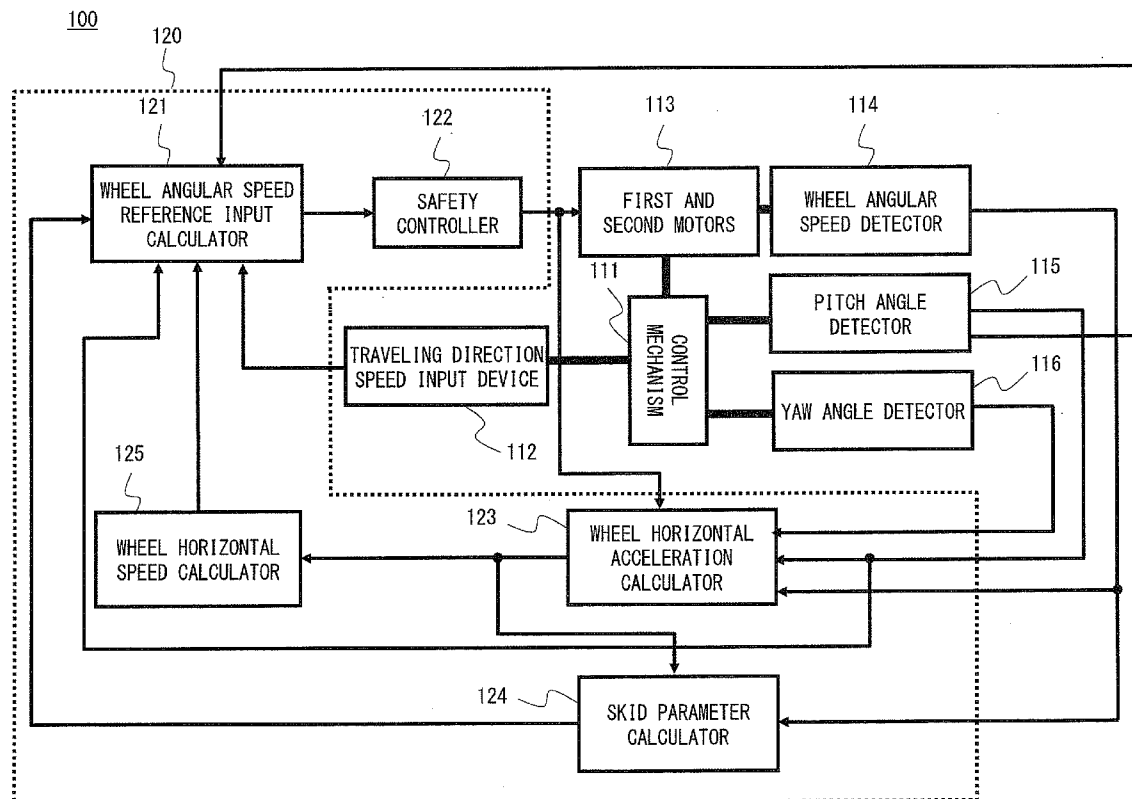 100
120
121
WHEEL ANGULAR SPEED
REFERENCE INPUT
CALCULATOR
122
SAFETY
CONTROLLER
113
FIRST AND
SECOND MOTORS
114
WHEEL ANGULAR
SPEED DETECTOR
111
CONTROL
MECHANISM
115
PITCH ANGLE
DETECTOR
TRAVELING DIRECTION
SPEED INPUT DEVICE
112
116
YAW ANGLE DETECTOR
125
WHEEL HORIZONTAL
SPEED CALCULATOR
123
WHEEL HORIZONTAL
ACCELERATION
CALCULATOR
124
SKID PARAMETER
CALCULATOR